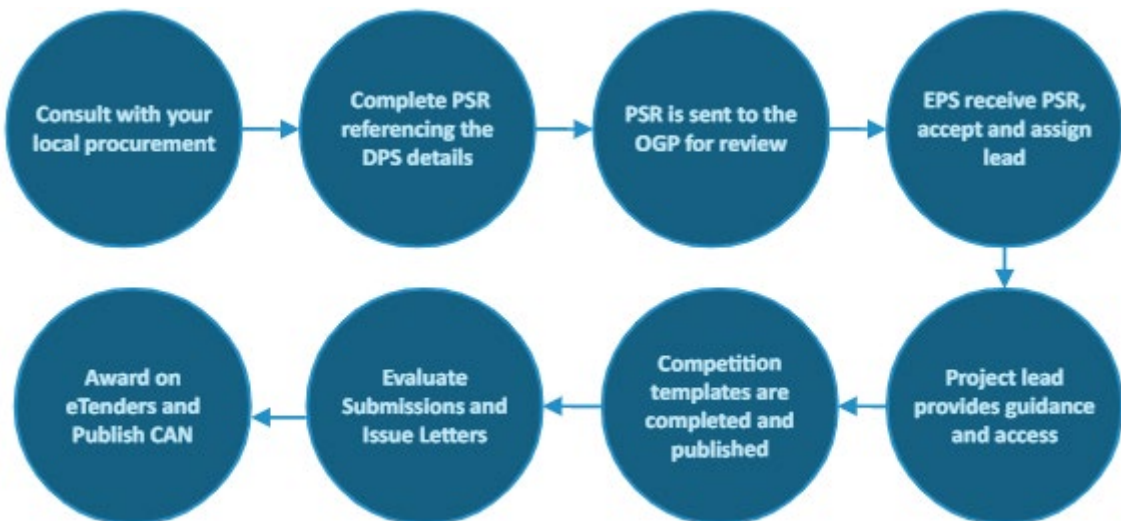 Consult with your
local procurement
Complete PSR
referencing the
DPS details
PSR is sent to the
OGP for review
EPS receive PSR,
accept and assign
lead
Project lead
provides guidance
and access
Competition
templates are
completed and
published
Evaluate
Submissions and
Issue Letters
Award on
eTenders and
Publish CAN